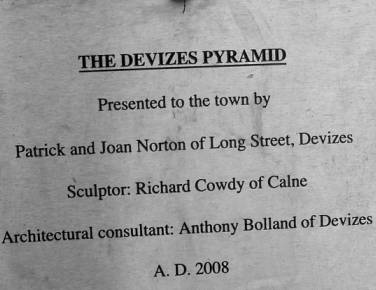 THE DEVIZES PYRAMID
Presented to the town by
Patrick and Joan Norton of Long Street, Devizes
Sculptor: Richard Cowdy of Calne
Architectural consultant: Anthony Bolland of Devizes
A. D. 2008